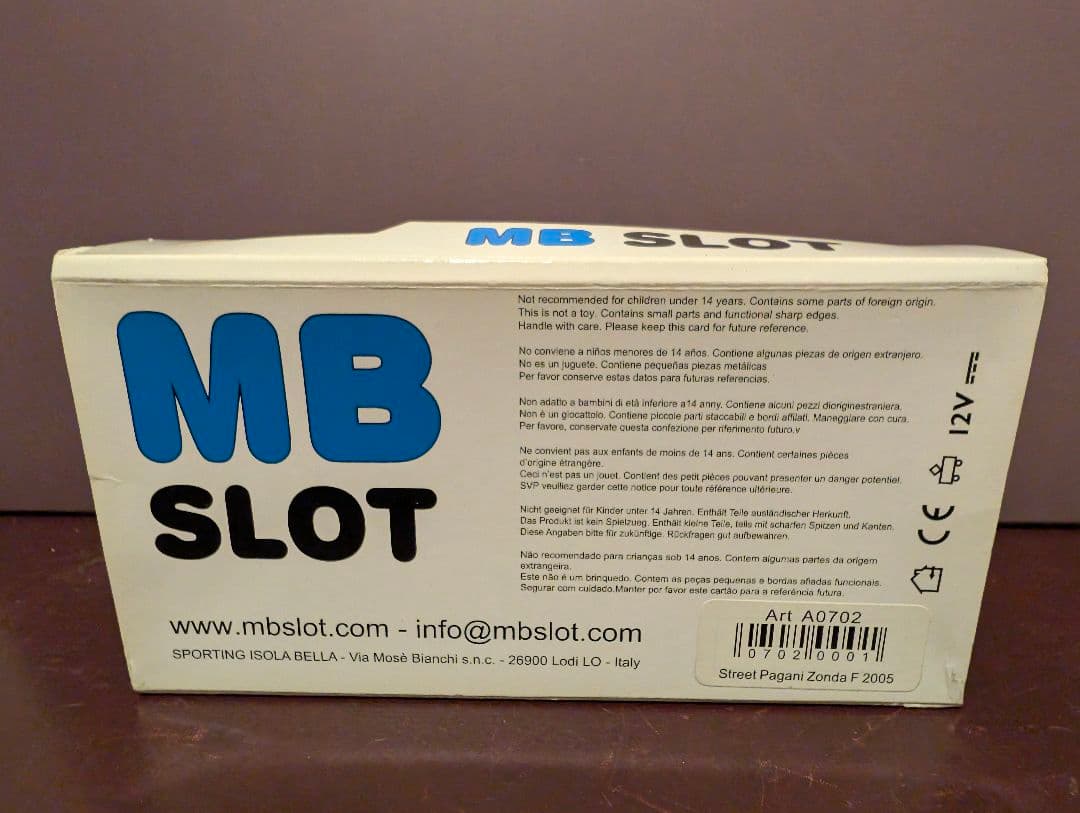 MB SLOT
MB
SLOT
www.mbslot.com - info@mbslot.com
SPORTING ISOLA BELLA - Via Mosè Bianchi s.n.c. - 26900 Lodi LO - Italy
Not recommended for children under 14 years. Contains some parts of foreign origin.
This is not a toy. Contains small parts and functional sharp edges.
Handle with care. Please keep this card for future reference.
No conviene a niños menores de 14 años. Contiene algunas piezas de origen extranjero.
No es un juguete. Contiene pequeñas piezas metálicas
Per favor conserve estas datos para futuras referencias.
Non adatto a bambini di età inferiore a14 anny. Contiene alcuni pezzi dioriginestraniera.
Non è un giocattolo. Contiene piccole parti staccabili e bordi affilati. Maneggiare con cura.
Per favore, conservate questa confezione per riferimento futuro.v
Ne convient pas aux enfants de moins de 14 ans. Contient certaines pièces
d'origine étrangère.
Ceci n'est pas un jouet. Contient des petit pièces pouvant presenter un danger potentiel.
SVP veuillez garder cette notice pour toute référence ultérieure.
Nicht geeignet für Kinder unter 14 Jahren. Enthält Teile ausländischer Herkunft.
Das Produkt ist kein Spielzueg. Enthält kleine Teile, teils mit scharfen Spizen und Kanten.
Diese Angaben bitte für zukünftige. Rückfragen gut aufbewahren.
Não recomendado para crianças sob 14 anos. Contem algumas partes da origem
extrangeira.
Este não é um brinquedo. Contem as peças pequenas e bordas afiadas funcionais.
Segurar com cuidado.Manter por favor este cartão para a referência futura.
12V
CE
Art A0702
07020001
Street Pagani Zonda F 2005